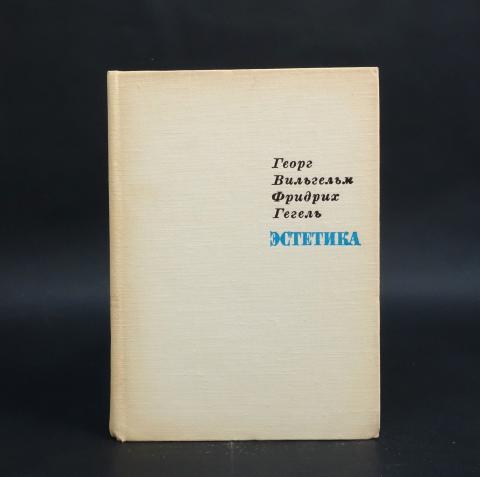 Георг
Вильгельм
Фридрих
Гегель
ЭСТЕТИКА